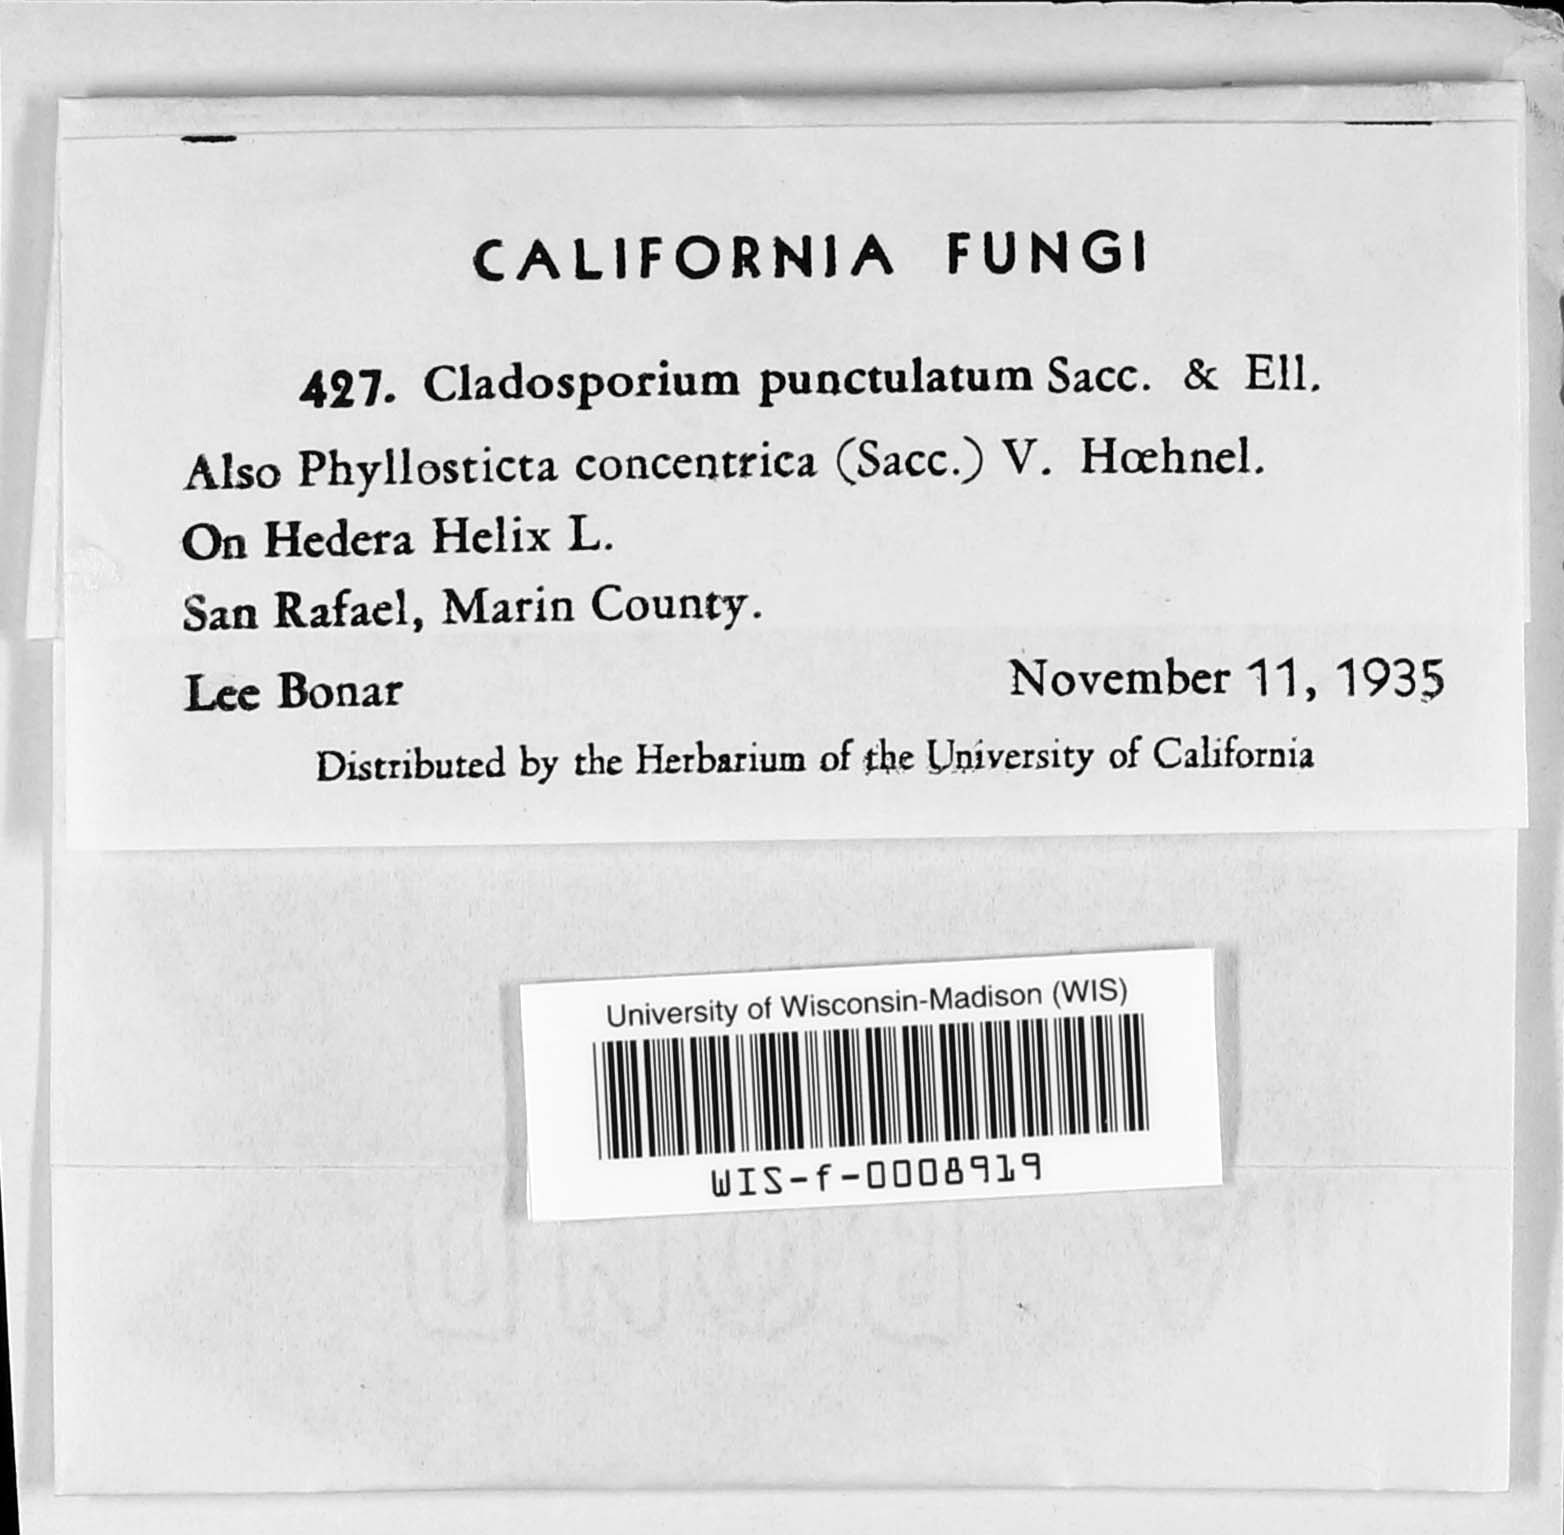 CALIFORNIA FUNGI
427. Cladosporium punctulatum Sacc. & Ell.
Also Phyllosticta concentrica (Sacc.) V. Hœhnel.
On Hedera Helix L.
San Rafael, Marin County.
Lee Bonar November 11, 1935
Distributed by the Herbarium of the University of California
University of Wisconsin-Madison (WIS)
WIS-f-0008919